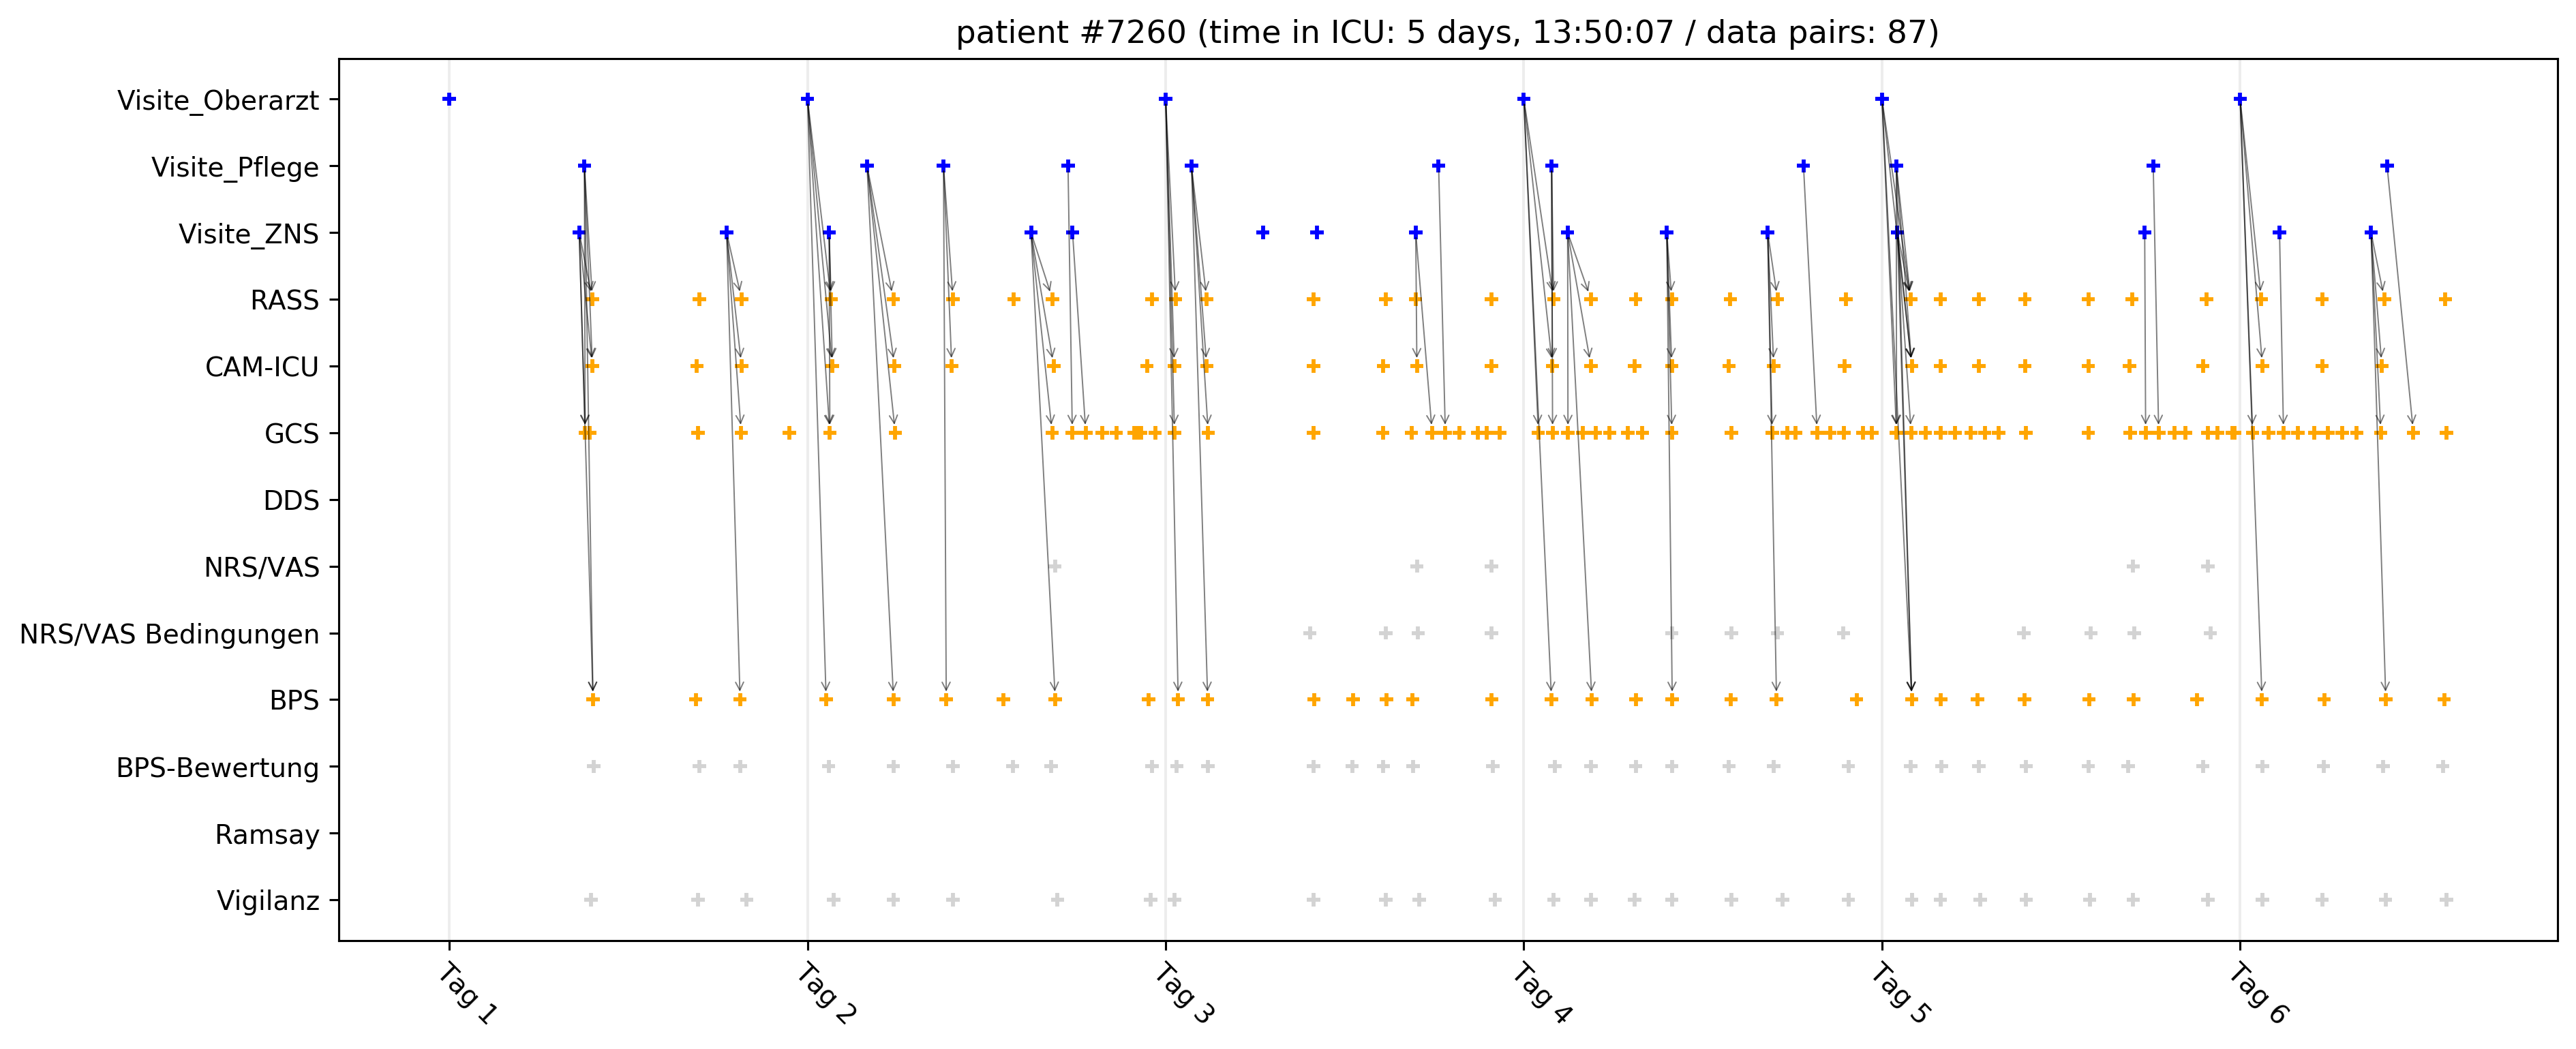 patient #7260 (time in ICU: 5 days, 13:50:07 / data pairs: 87)
Visite_Oberarzt
Visite_Pflege
Visite_ZNS
RASS
CAM-ICU
GCS
DDS
NRS/VAS
NRS/VAS Bedingungen
BPS
BPS-Bewertung
Ramsay
Vigilanz
Tag 1
Tag 2
Tag 3
Tag 4
Tag 5
Tag 6